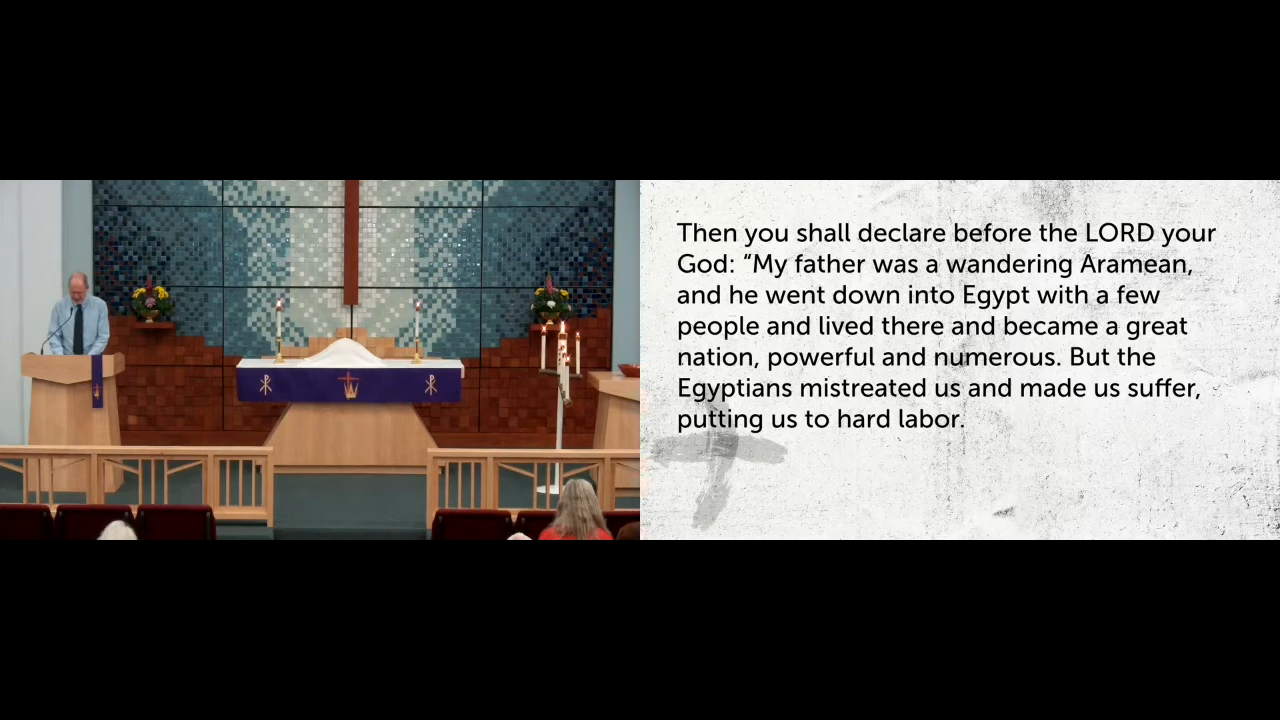 Then you shall declare before the LORD your
God: “My father was a wandering Aramean,
and he went down into Egypt with a few
people and lived there and became a great
nation, powerful and numerous. But the
Egyptians mistreated us and made us suffer,
putting us to hard labor.